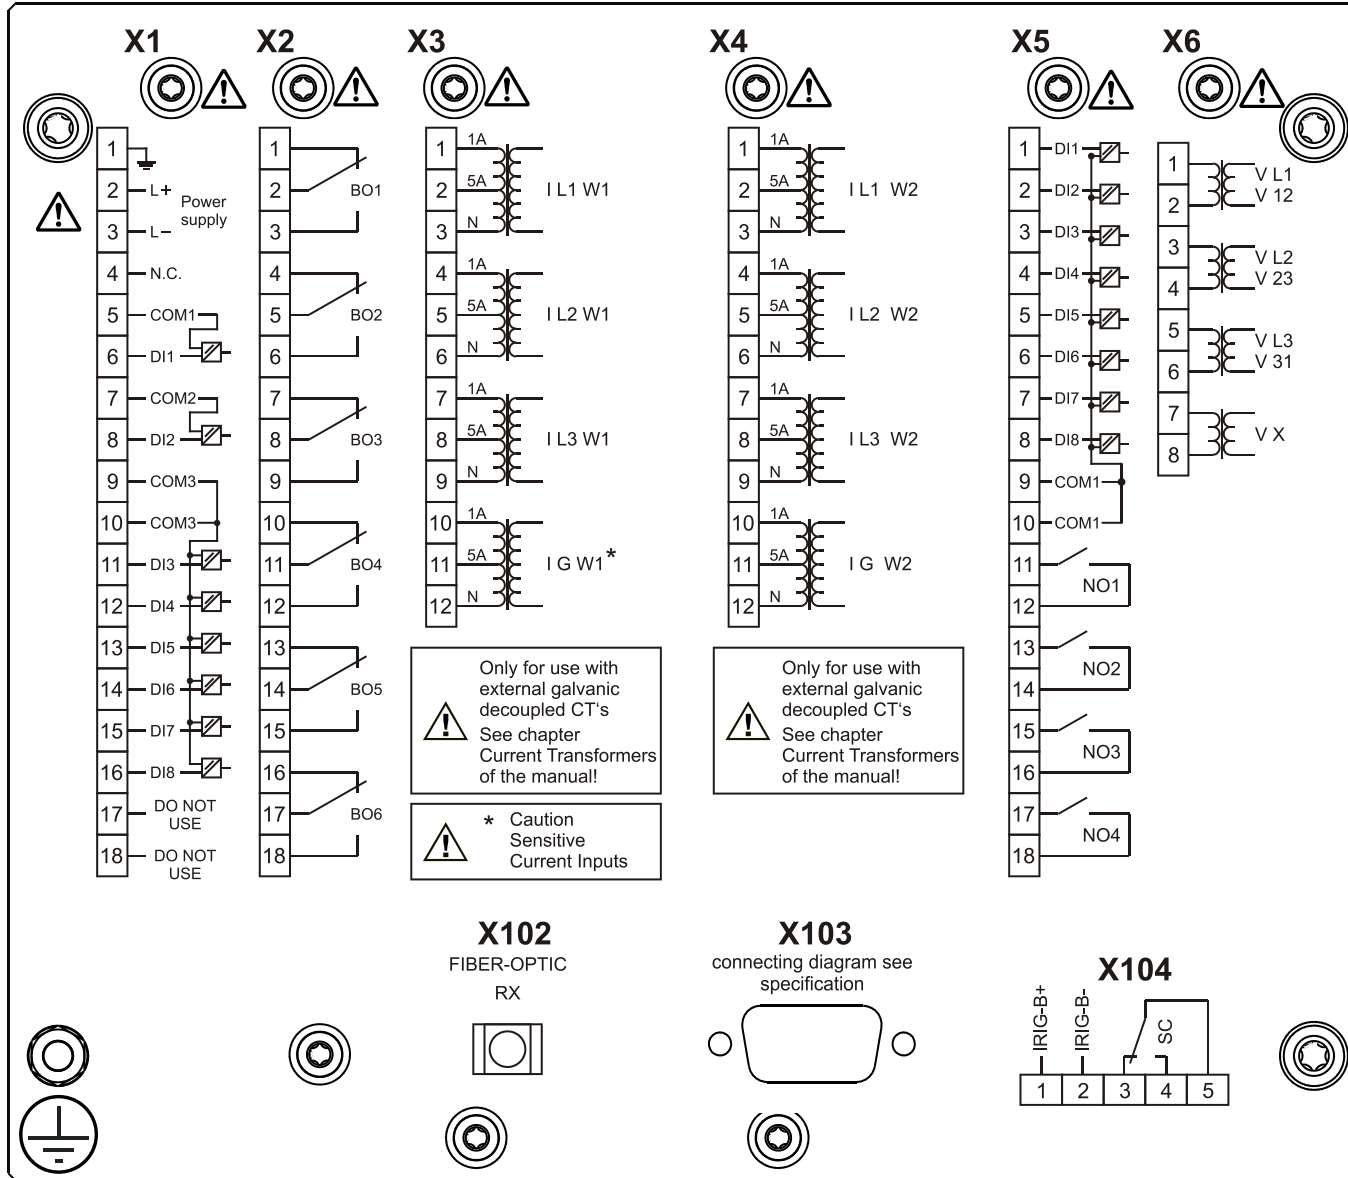 X1
X2
X3
X4
X5
X6
1
2 L+
Power
supply
3 L–
4 N.C.
5 COM1
6 DI1
7 COM2
8 DI2
9 COM3
10 COM3
11 DI3
12 DI4
13 DI5
14 DI6
15 DI7
16 DI8
17 DO NOT
USE
18 DO NOT
USE
1
2 BO1
3
4
5 BO2
6
7
8 BO3
9
10
11 BO4
12
13
14 BO5
15
16
17 BO6
18
1 1A
2 5A I L1 W1
3 N
4 1A
5 5A I L2 W1
6 N
7 1A
8 5A I L3 W1
9 N
10 1A
11 5A I G W1*
12 N
Only for use with
external galvanic
decoupled CT‘s
See chapter
Current Transformers
of the manual!
* Caution
Sensitive
Current Inputs
1 1A
2 5A I L1 W2
3 N
4 1A
5 5A I L2 W2
6 N
7 1A
8 5A I L3 W2
9 N
10 1A
11 5A I G W2
12 N
Only for use with
external galvanic
decoupled CT‘s
See chapter
Current Transformers
of the manual!
1 DI1
2 DI2
3 DI3
4 DI4
5 DI5
6 DI6
7 DI7
8 DI8
9 COM1
10 COM1
11
NO1
12
13
NO2
14
15
NO3
16
17
NO4
18
1 V L1
2 V 12
3 V L2
4 V 23
5 V L3
6 V 31
7
V X
8
X102
FIBER-OPTIC
RX
X103
connecting diagram see
specification
X104
IRIG-B+
IRIG-B-
SC
1 2 3 4 5